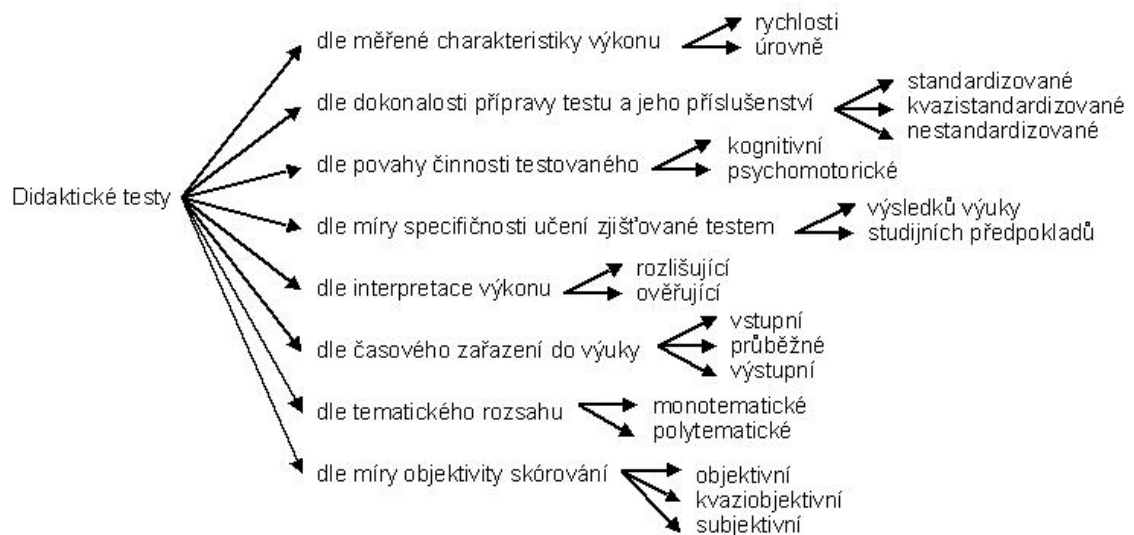 Didaktické testy
dle měřené charakteristiky výkonu
rychlosti
úrovně
dle dokonalosti přípravy testu a jeho příslušenství
standardizované
kvazistandardizované
nestandardizované
dle povahy činnosti testovaného
kognitivní
psychomotorické
dle míry specifičnosti učení zjišťované testem
výsledků výuky
studijních předpokladů
dle interpretace výkonu
rozlišující
ověřující
dle časového zařazení do výuky
vstupní
průběžné
výstupní
dle tematického rozsahu
monotematické
polytematické
dle míry objektivity skórování
objektivní
kvaziobjektivní
subjektivní